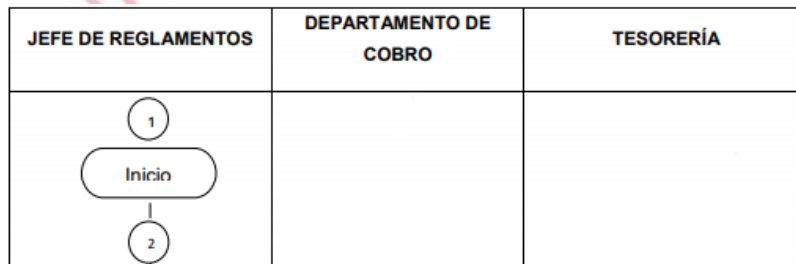 JEFE DE REGLAMENTOS
DEPARTAMENTO DE
COBRO
TESORERÍA
1
Inicio
2